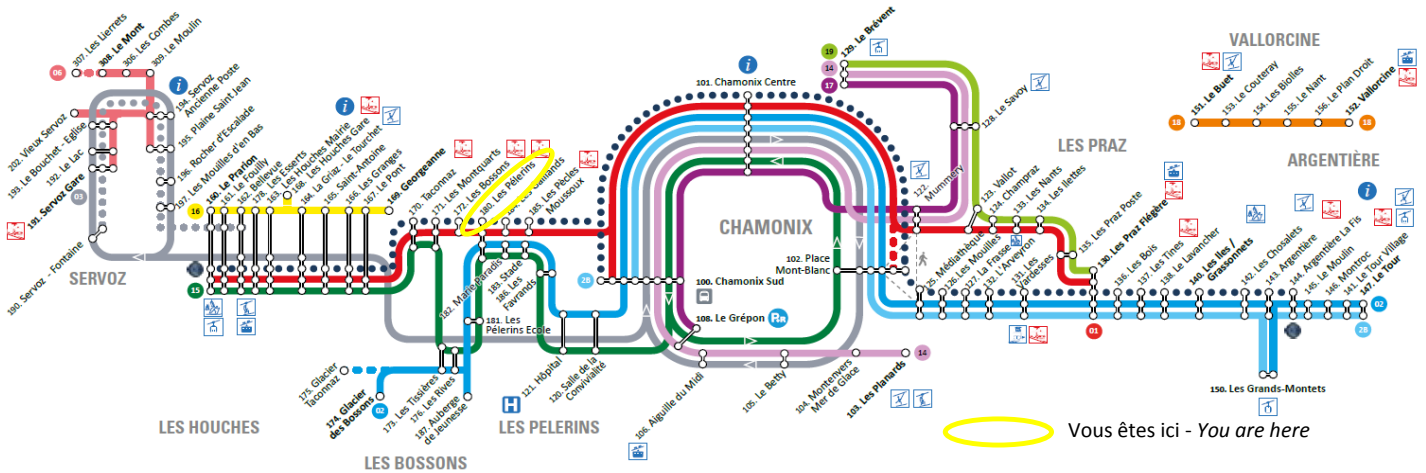 307. Les Lierrets
308. Le Mont
306. Les Combes
309. Le Moulin
06
i
194. Servoz
Ancienne Poste
195. Plaine Saint-Jean
196. Rocher d'Escalade
197. Les Mouilles d'en Bas
202. Vieux Servoz
193. Le Bouchet - Eglise
192. Le Lac
191. Servoz Gare
03
190. Servoz - Fontaine
SERVOZ
160. Le Prarion
161. Le Fouilly
162. Bellevue
178. Les Esserts
163. Les Houches Mairie
168. Les Houches Gare
164. La Griaz - Le Tourchet
165. Saint-Antoine
166. Les Granges
167. Le Pont
169. Georgeanne
i
16
15
LES HOUCHES
170. Taconnaz
171. Les Montquarts
172. Les Bossons
180. Les Pélerins
Les Gaillands
185. Les Pècles
Moussoux
182. Marie Paradis
183. Stade
186. Les
Favrands
181. Les
Pélerins Ecole
175. Glacier
Taconnaz
174. Glacier
des Bossons
02
173. Les Tissières
176. Les Rives
187. Auberge
de Jeunesse
LES BOSSONS
LES PELERINS
H
121. Hôpital
120. Salle de la
Convivialité
2B
i
101. Chamonix Centre
CHAMONIX
102. Place
Mont-Blanc
100. Chamonix Sud
108. Le Grépon
106. Aiguille du Midi
105. Le Betty
104. Montenvers
Mer de Glace
103. Les Planards
14
19
14
17
129. Le Brévent
128. Le Savoy
122.
Mummery
123. Vallot
124. Champraz
133. Les Nants
134. Les Ilettes
LES PRAZ
135. Les Praz Poste
130. Les Praz Flégère
125. Médiathèque
126. Les Mouilles
127. La Frasse
132. L'Aveyron
131. Les
Vardesses
01
136. Les Bois
137. Les Tines
138. Le Lavancher
140. Les Iles /
Grassonnets
142. Les Chosalets
143. Argentière
144. Argentière La Fis
145. Le Moulin
146. Montroc
141. Le Tour Village
147. Le Tour
02
2B
150. Les Grands-Montets
ARGENTIÈRE
i
VALLORCINE
151. Le Buet
153. Le Couteray
154. Les Biolles
155. Le Nant
156. Le Plan Droit
152. Vallorcine
18
18
Vous êtes ici - You are here